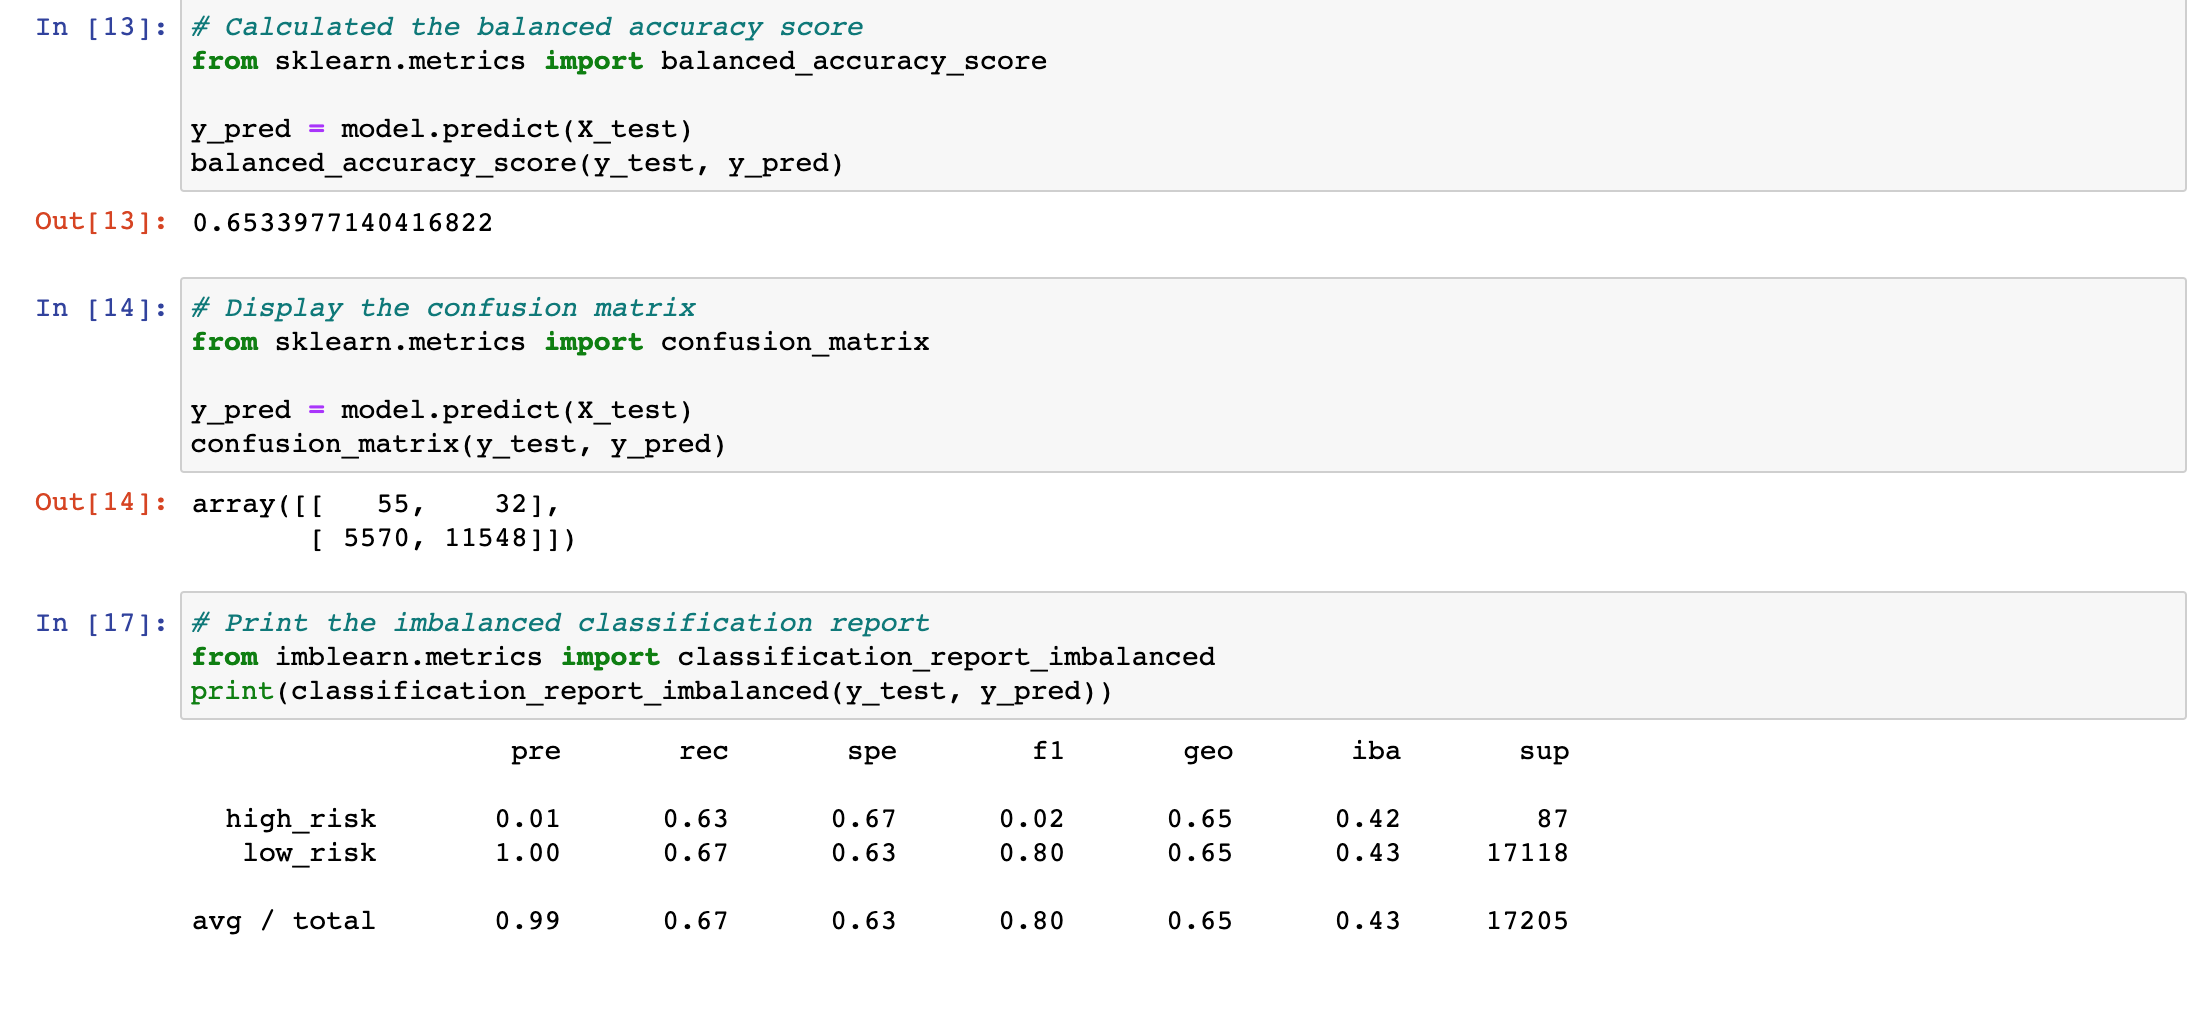 In [13]: # Calculated the balanced accuracy score
from sklearn.metrics import balanced_accuracy_score
y_pred = model.predict(X_test)
balanced_accuracy_score(y_test, y_pred)
Out[13]: 0.6533977140416822
In [14]: # Display the confusion matrix
from sklearn.metrics import confusion_matrix
y_pred = model.predict(X_test)
confusion_matrix(y_test, y_pred)
Out[14]: array([[   55,    32],
       [ 5570, 11548]])
In [17]: # Print the imbalanced classification report
from imblearn.metrics import classification_report_imbalanced
print(classification_report_imbalanced(y_test, y_pred))
pre       rec       spe        f1       geo       iba       sup
high_risk       0.01      0.63      0.67      0.02      0.65      0.42        87
low_risk       1.00      0.67      0.63      0.80      0.65      0.43     17118
avg / total       0.99      0.67      0.63      0.80      0.65      0.43     17205